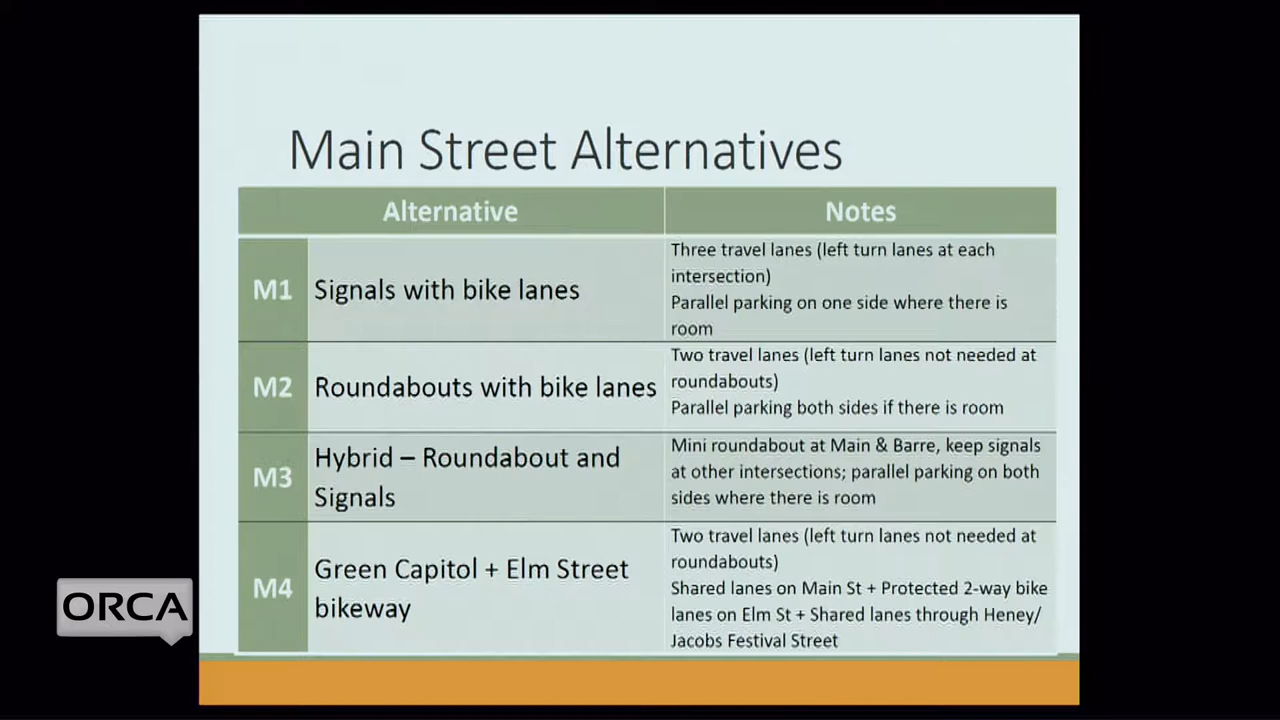 Main Street Alternatives
Alternative
Notes
M1
Signals with bike lanes
Three travel lanes (left turn lanes at each
intersection)
Parallel parking on one side where there is
room
M2
Roundabouts with bike lanes
Two travel lanes (left turn lanes not needed at
roundabouts)
Parallel parking both sides if there is room
M3
Hybrid – Roundabout and
Signals
Mini roundabout at Main & Barre, keep signals
at other intersections; parallel parking on both
sides where there is room
M4
Green Capitol + Elm Street
bikeway
Two travel lanes (left turn lanes not needed at
roundabouts)
Shared lanes on Main St + Protected 2-way bike
lanes on Elm St + Shared lanes through Heney/
Jacobs Festival Street
ORCA